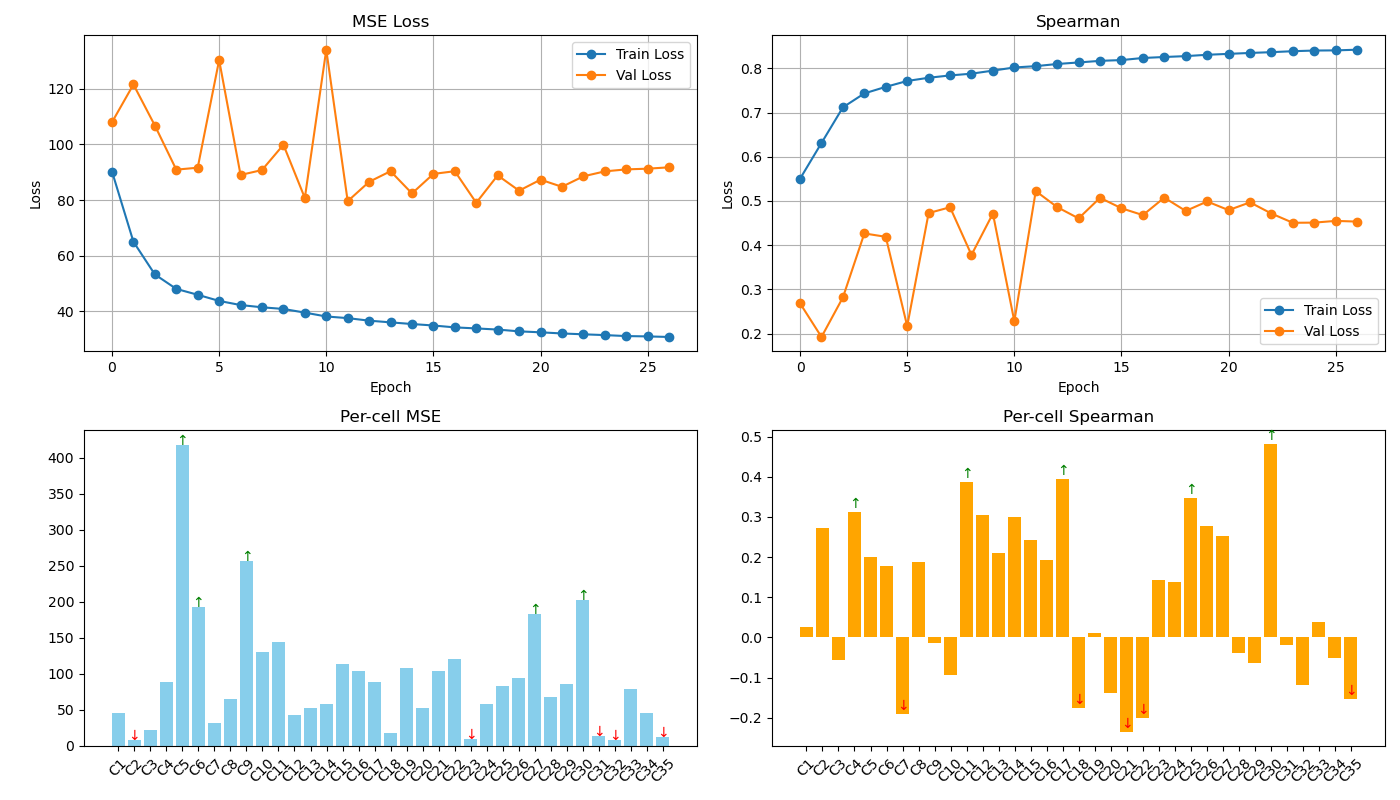 MSE Loss
Loss
120
100
80
60
40
0 5 10 15 20 25
Epoch
Train Loss
Val Loss
Spearman
Loss
0.8
0.7
0.6
0.5
0.4
0.3
0.2
0 5 10 15 20 25
Epoch
Train Loss
Val Loss
Per-cell MSE
400
350
300
250
200
150
100
50
0
↑ ↑ ↑ ↑ ↑
↓ ↓ ↓ ↓ ↓
C1 C2 C3 C4 C5 C6 C7 C8 C9 C10 C11 C12 C13 C14 C15 C16 C17 C18 C19 C20 C21 C22 C23 C24 C25 C26 C27 C28 C29 C30 C31 C32 C33 C34 C35
Per-cell Spearman
0.5
0.4
0.3
0.2
0.1
0.0
−0.1
−0.2
↑ ↑ ↑ ↑ ↑
↓ ↓ ↓ ↓ ↓
C1 C2 C3 C4 C5 C6 C7 C8 C9 C10 C11 C12 C13 C14 C15 C16 C17 C18 C19 C20 C21 C22 C23 C24 C25 C26 C27 C28 C29 C30 C31 C32 C33 C34 C35